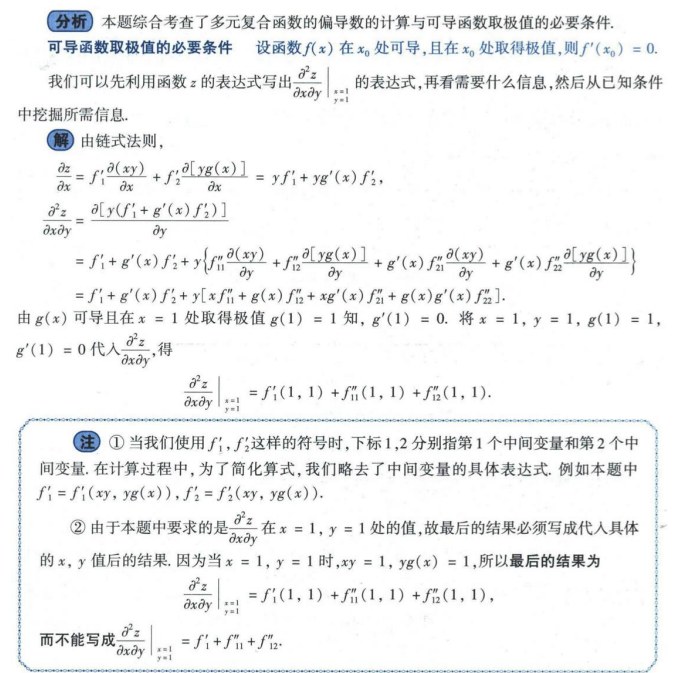 分析 本题综合考查了多元复合函数的偏导数的计算与可导函数取极值的必要条件.
可导函数取极值的必要条件 设函数f(x) 在 x₀ 处可导,且在 x₀ 处取得极值,则f′(x₀) = 0.
我们可以先利用函数 z 的表达式写出∂²z/∂x∂y |x=1 y=1 的表达式,再看需要什么信息,然后从已知条件
中挖掘所需信息.
解 由链式法则,
∂z/∂x = f′₁ ∂(xy)/∂x + f′₂ ∂[yg(x)]/∂x = yf′₁ + yg′(x)f′₂,
∂²z/∂x∂y = ∂[y(f′₁ + g′(x)f′₂)]/∂y
= f′₁ + g′(x)f′₂ + y{f″₁₁ ∂(xy)/∂y + f″₁₂ ∂[yg(x)]/∂y + g′(x)f″₂₁ ∂(xy)/∂y + g′(x)f″₂₂ ∂[yg(x)]/∂y}
= f′₁ + g′(x)f′₂ + y[xf″₁₁ + g(x)f″₁₂ + xg′(x)f″₂₁ + g(x)g′(x)f″₂₂].
由 g(x) 可导且在 x = 1 处取得极值 g(1) = 1 知, g′(1) = 0. 将 x = 1, y = 1, g(1) = 1,
g′(1) = 0 代入∂²z/∂x∂y,得
∂²z/∂x∂y |x=1 y=1 = f′₁(1, 1) + f″₁₁(1, 1) + f″₁₂(1, 1).
注 ① 当我们使用 f′₁, f′₂这样的符号时,下标 1,2 分别指第 1 个中间变量和第 2 个中
间变量. 在计算过程中,为了简化算式,我们略去了中间变量的具体表达式. 例如本题中
f′₁ = f′₁(xy, yg(x)), f′₂ = f′₂(xy, yg(x)).
② 由于本题中要求的是∂²z/∂x∂y 在 x = 1, y = 1 处的值,故最后的结果必须写成代入具体
的 x, y 值后的结果. 因为当 x = 1, y = 1 时,xy = 1, yg(x) = 1,所以最后的结果为
∂²z/∂x∂y |x=1 y=1 = f′₁(1, 1) + f″₁₁(1, 1) + f″₁₂(1, 1),
而不能写成∂²z/∂x∂y |x=1 y=1 = f′₁ + f″₁₁ + f″₁₂.